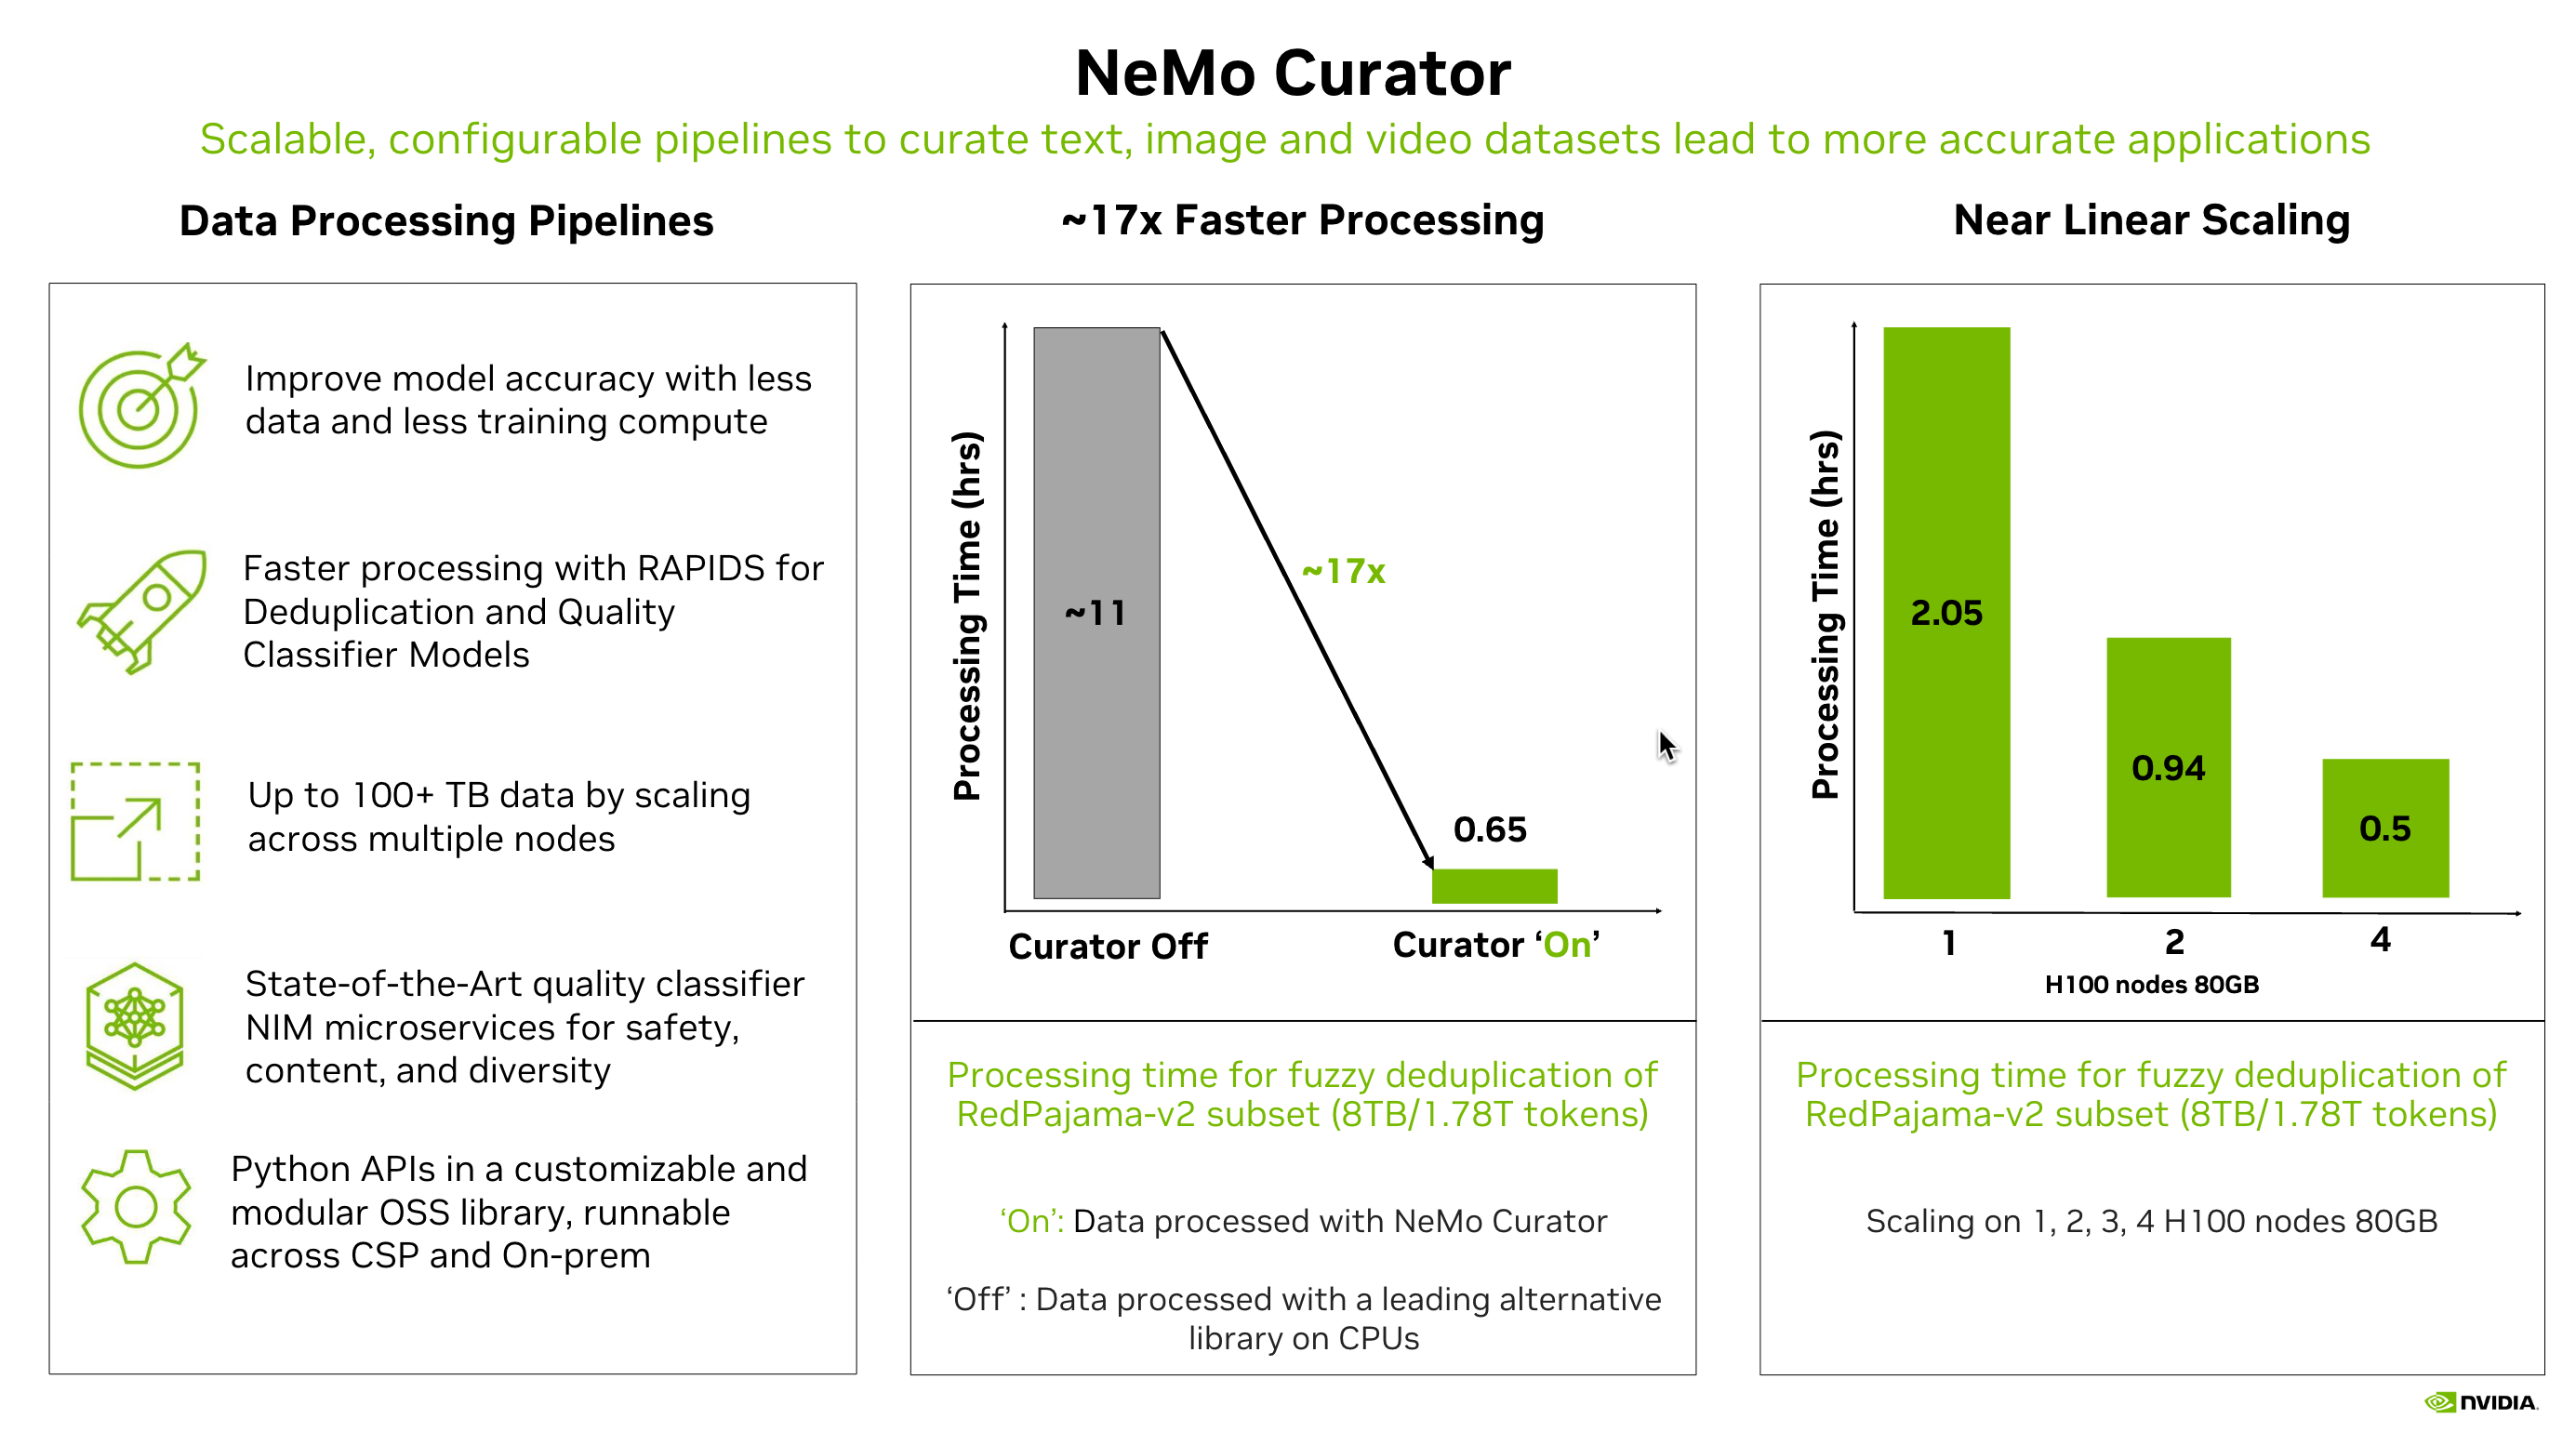 NeMo Curator
Scalable, configurable pipelines to curate text, image and video datasets lead to more accurate applications
Data Processing Pipelines
Improve model accuracy with less
data and less training compute
Faster processing with RAPIDS for
Deduplication and Quality
Classifier Models
Up to 100+ TB data by scaling
across multiple nodes
State-of-the-Art quality classifier
NIM microservices for safety,
content, and diversity
Python APIs in a customizable and
modular OSS library, runnable
across CSP and On-prem
~17x Faster Processing
Processing Time (hrs)
~11
~17x
0.65
Curator Off
Curator ‘On’
Processing time for fuzzy deduplication of
RedPajama-v2 subset (8TB/1.78T tokens)
‘On’: Data processed with NeMo Curator
‘Off’ : Data processed with a leading alternative
library on CPUs
Near Linear Scaling
Processing Time (hrs)
2.05
0.94
0.5
1
2
4
H100 nodes 80GB
Processing time for fuzzy deduplication of
RedPajama-v2 subset (8TB/1.78T tokens)
Scaling on 1, 2, 3, 4 H100 nodes 80GB
NVIDIA.